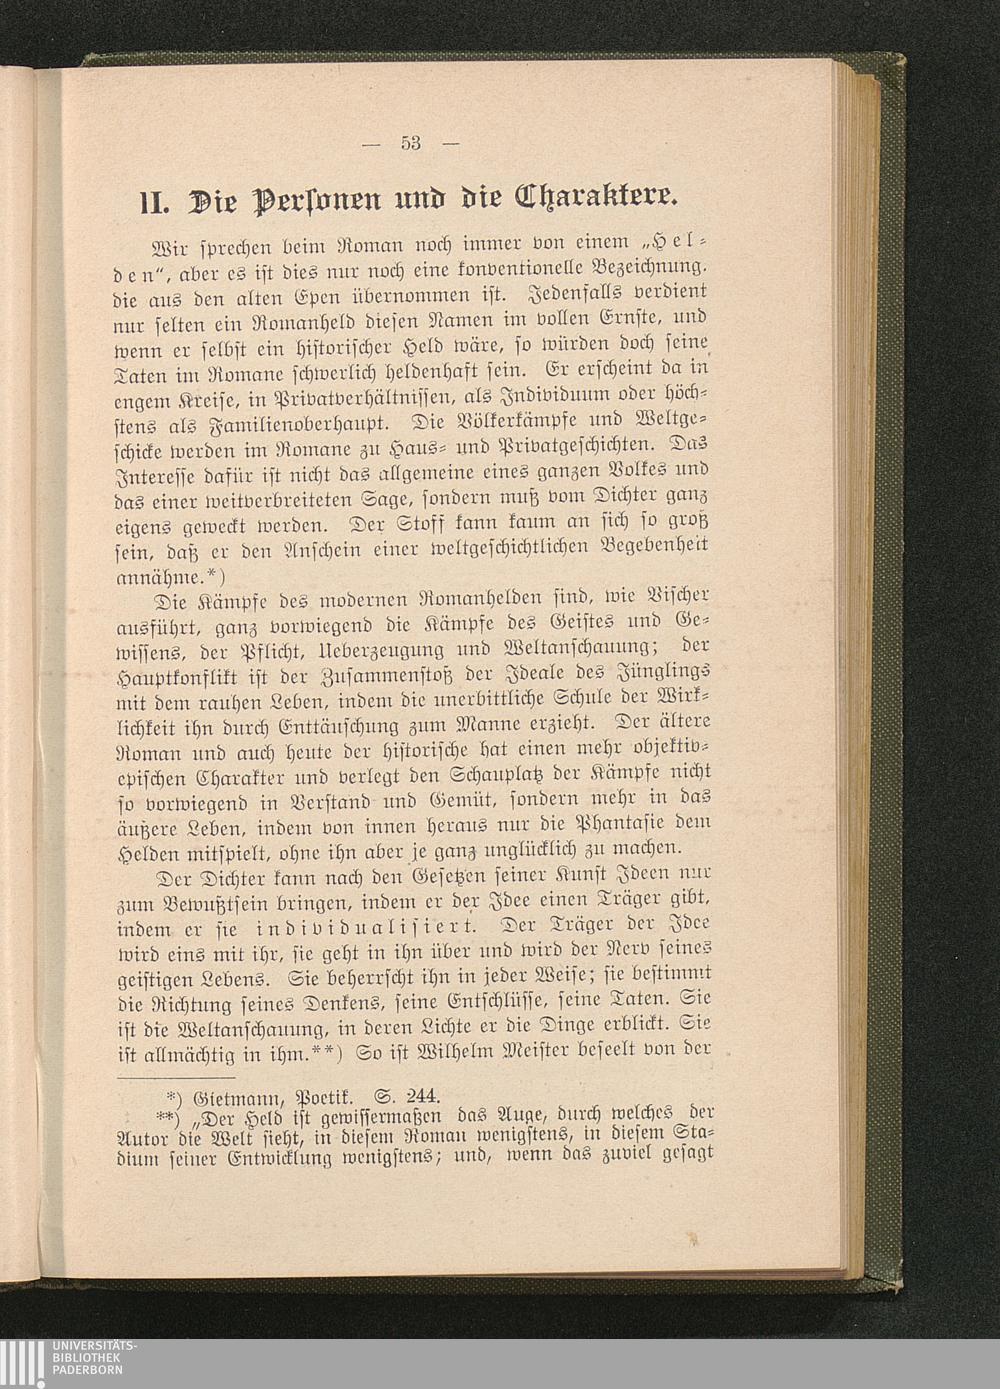 — 53 —
II. Die Personen und die Charaktere.
Wir sprechen beim Roman noch immer von einem „Hel-
den“, aber es ist dies nur noch eine konventionelle Bezeichnung.
die aus den alten Epen übernommen ist. Jedenfalls verdient
nur selten ein Romanheld diesen Namen im vollen Ernste, und
wenn er selbst ein historischer Held wäre, so würden doch seine
Taten im Romane schwerlich heldenhaft sein. Er erscheint da in
engem Kreise, in Privatverhältnissen, als Individuum oder höch-
stens als Familienoberhaupt. Die Völkerkämpfe und Weltge-
schicke werden im Romane zu Haus- und Privatgeschichten. Das
Interesse dafür ist nicht das allgemeine eines ganzen Volkes und
das einer weitverbreiteten Sage, sondern muß vom Dichter ganz
eigens geweckt werden. Der Stoff kann kaum an sich so groß
sein, daß er den Anschein einer weltgeschichtlichen Begebenheit
annähme.*)
Die Kämpfe des modernen Romanhelden sind, wie Vischer
ausführt, ganz vorwiegend die Kämpfe des Geistes und Ge-
wissens, der Pflicht, Ueberzeugung und Weltanschauung; der
Hauptkonflikt ist der Zusammenstoß der Ideale des Jünglings
mit dem rauhen Leben, indem die unerbittliche Schule der Wirk-
lichkeit ihn durch Enttäuschung zum Manne erzieht. Der ältere
Roman und auch heute der historische hat einen mehr objektiv-
epischen Charakter und verlegt den Schauplatz der Kämpfe nicht
so vorwiegend in Verstand und Gemüt, sondern mehr in das
äußere Leben, indem von innen heraus nur die Phantasie dem
Helden mitspielt, ohne ihn aber je ganz unglücklich zu machen.
Der Dichter kann nach den Gesetzen seiner Kunst Ideen nur
zum Bewußtsein bringen, indem er der Idee einen Träger gibt,
indem er sie individualisiert. Der Träger der Idee
wird eins mit ihr, sie geht in ihn über und wird der Nerv seines
geistigen Lebens. Sie beherrscht ihn in jeder Weise; sie bestimmt
die Richtung seines Denkens, seine Entschlüsse, seine Taten. Sie
ist die Weltanschauung, in deren Lichte er die Dinge erblickt. Sie
ist allmächtig in ihm.**) So ist Wilhelm Meister beseelt von der
*) Gietmann, Poetik. S. 244.
**) „Der Held ist gewissermaßen das Auge, durch welches der
Autor die Welt sieht, in diesem Roman wenigstens, in diesem Sta-
dium seiner Entwicklung wenigstens; und, wenn das zuviel gesagt
UNIVERSITÄTS-
BIBLIOTHEK
PADERBORN